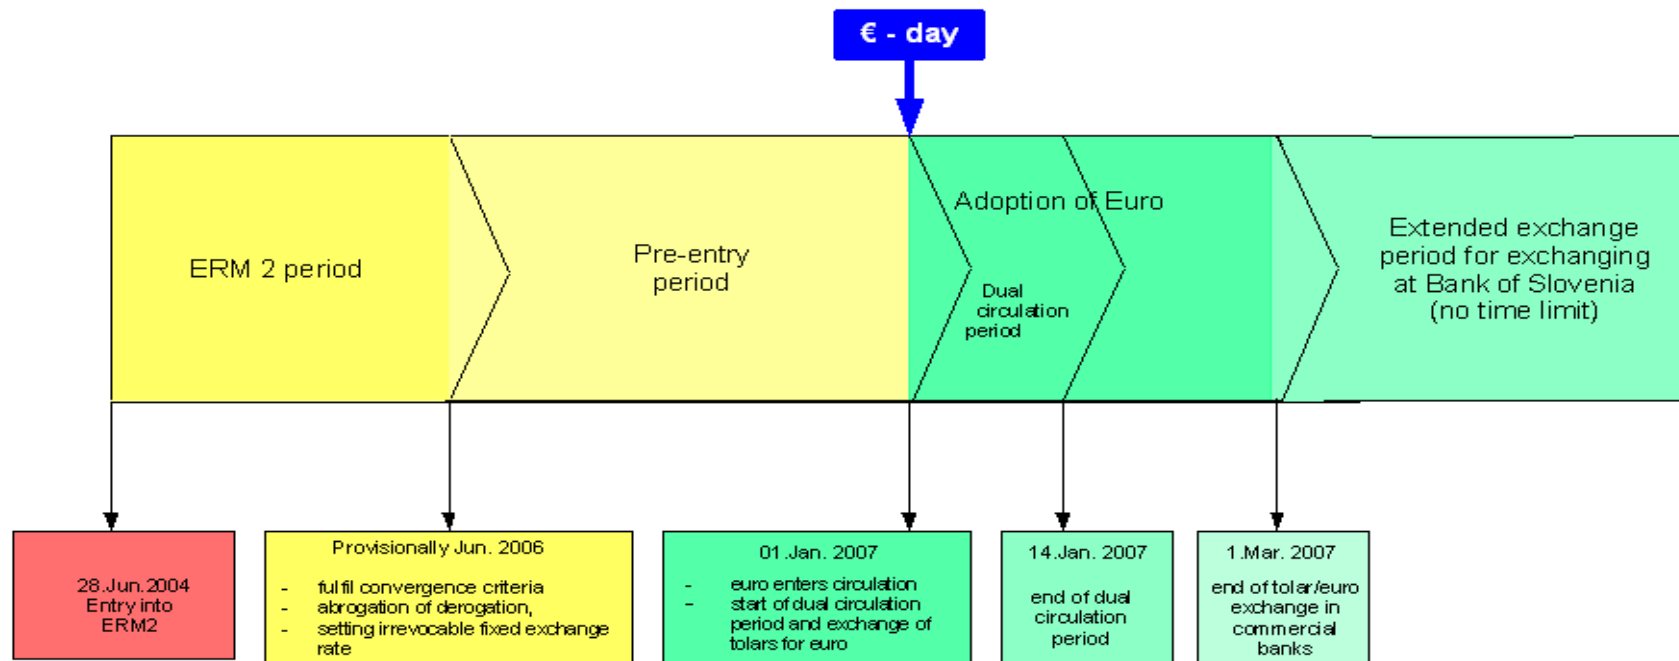 € - day
ERM 2 period
Pre-entry
period
Adoption of Euro
Dual
circulation
period
Extended exchange
period for exchanging
at Bank of Slovenia
(no time limit)
28.Jun.2004
Entry into
ERM2
Provisionally Jun. 2006
- fulfil convergence criteria
- abrogation of derogation,
- setting irrevocable fixed exchange
rate
01.Jan. 2007
- euro enters circulation
- start of dual circulation
period and exchange of
tolars for euro
14.Jan. 2007
end of dual
circulation
period
1.Mar. 2007
end of tolar/euro
exchange in
commercial
banks